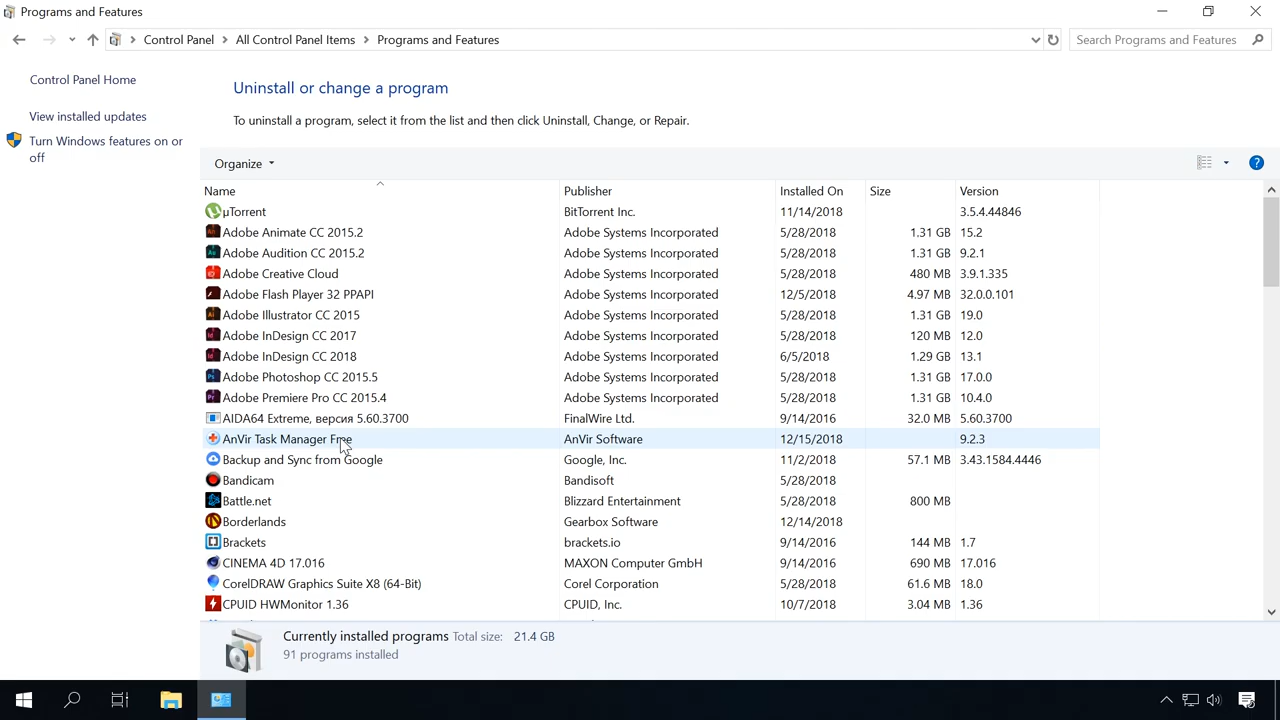 Programs and Features
Control Panel > All Control Panel Items > Programs and Features
Search Programs and Features
Control Panel Home
View installed updates
Turn Windows features on or
off
Uninstall or change a program
To uninstall a program, select it from the list and then click Uninstall, Change, or Repair.
Organize
Name Publisher Installed On Size Version
µTorrent BitTorrent Inc. 11/14/2018 3.5.4.44846
Adobe Animate CC 2015.2 Adobe Systems Incorporated 5/28/2018 1.31 GB 15.2
Adobe Audition CC 2015.2 Adobe Systems Incorporated 5/28/2018 1.31 GB 9.2.1
Adobe Creative Cloud Adobe Systems Incorporated 5/28/2018 480 MB 3.9.1.335
Adobe Flash Player 32 PPAPI Adobe Systems Incorporated 12/5/2018 4.97 MB 32.0.0.101
Adobe Illustrator CC 2015 Adobe Systems Incorporated 5/28/2018 1.31 GB 19.0
Adobe InDesign CC 2017 Adobe Systems Incorporated 5/28/2018 120 MB 12.0
Adobe InDesign CC 2018 Adobe Systems Incorporated 6/5/2018 1.29 GB 13.1
Adobe Photoshop CC 2015.5 Adobe Systems Incorporated 5/28/2018 1.31 GB 17.0.0
Adobe Premiere Pro CC 2015.4 Adobe Systems Incorporated 5/28/2018 1.31 GB 10.4.0
AIDA64 Extreme, версия 5.60.3700 FinalWire Ltd. 9/14/2016 32.0 MB 5.60.3700
AnVir Task Manager Free AnVir Software 12/15/2018 9.2.3
Backup and Sync from Google Google, Inc. 11/2/2018 57.1 MB 3.43.1584.4446
Bandicam Bandisoft 5/28/2018
Battle.net Blizzard Entertainment 5/28/2018 800 MB
Borderlands Gearbox Software 12/14/2018
Brackets brackets.io 9/14/2016 144 MB 1.7
CINEMA 4D 17.016 MAXON Computer GmbH 9/14/2016 690 MB 17.016
CorelDRAW Graphics Suite X8 (64-Bit) Corel Corporation 5/28/2018 61.6 MB 18.0
CPUID HWMonitor 1.36 CPUID, Inc. 10/7/2018 3.04 MB 1.36
Currently installed programs Total size: 21.4 GB
91 programs installed